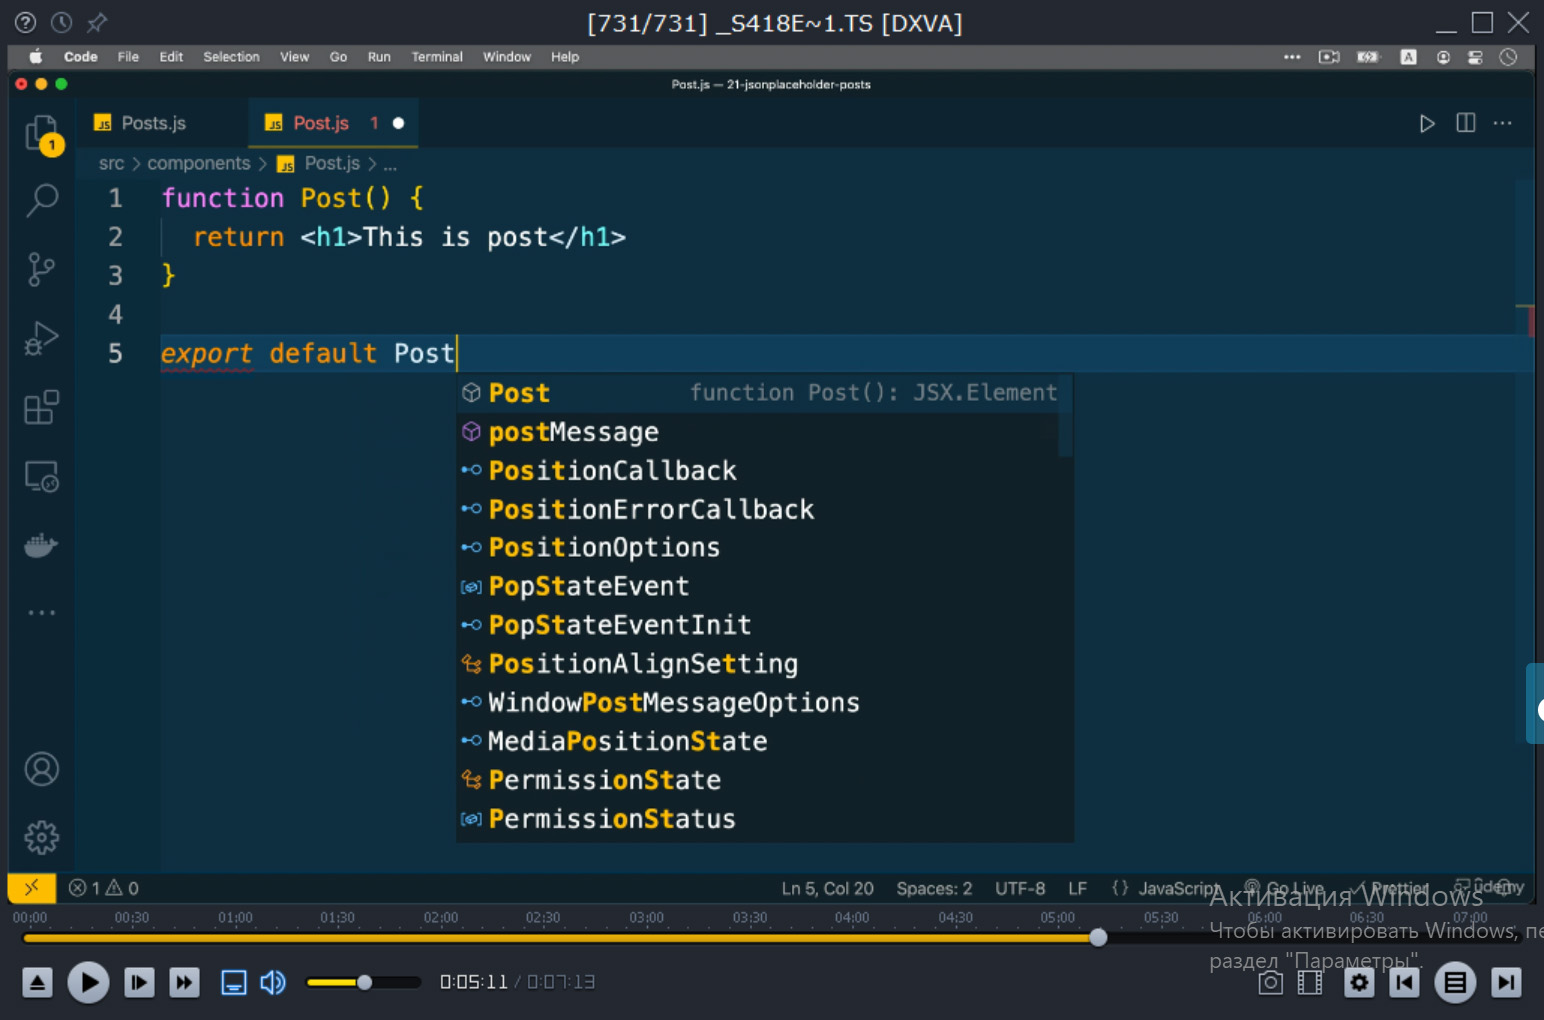 [731/731] _S418E~1.TS [DXVA]
Code File Edit Selection View Go Run Terminal Window Help
A
Post.js — 21-jsonplaceholder-posts
JS Posts.js JS Post.js 1
src > components > JS Post.js > ...
1
1 function Post() {
2 return <h1>This is post</h1>
3 }
4
5 export default Post
Post function Post(): JSX.Element
postMessage
PositionCallback
PositionErrorCallback
PositionOptions
PopStateEvent
PopStateEventInit
PositionAlignSetting
WindowPostMessageOptions
MediaPositionState
PermissionState
PermissionStatus
1 0 Ln 5, Col 20 Spaces: 2 UTF-8 LF {} JavaScript Go Live Prettier ûdemy
Активация Windows
Чтобы активировать Windows, пе
раздел "Параметры".
00:00 00:30 01:00 01:30 02:00 02:30 03:00 03:30 04:00 04:30 05:00 05:30 06:00 06:30 07:00
0:05:11 / 0:07:13